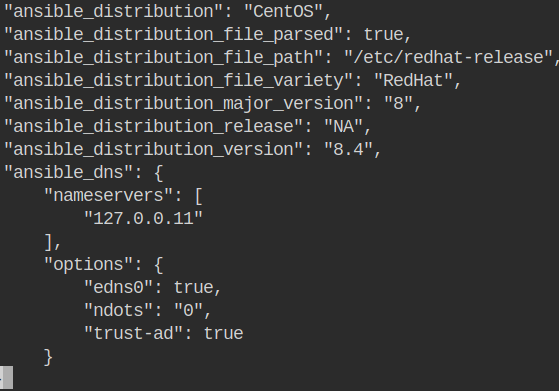 "ansible_distribution": "CentOS",
"ansible_distribution_file_parsed": true,
"ansible_distribution_file_path": "/etc/redhat-release",
"ansible_distribution_file_variety": "RedHat",
"ansible_distribution_major_version": "8",
"ansible_distribution_release": "NA",
"ansible_distribution_version": "8.4",
"ansible_dns": {
    "nameservers": [
        "127.0.0.11"
    ],
    "options": {
        "edns0": true,
        "ndots": "0",
        "trust-ad": true
    }